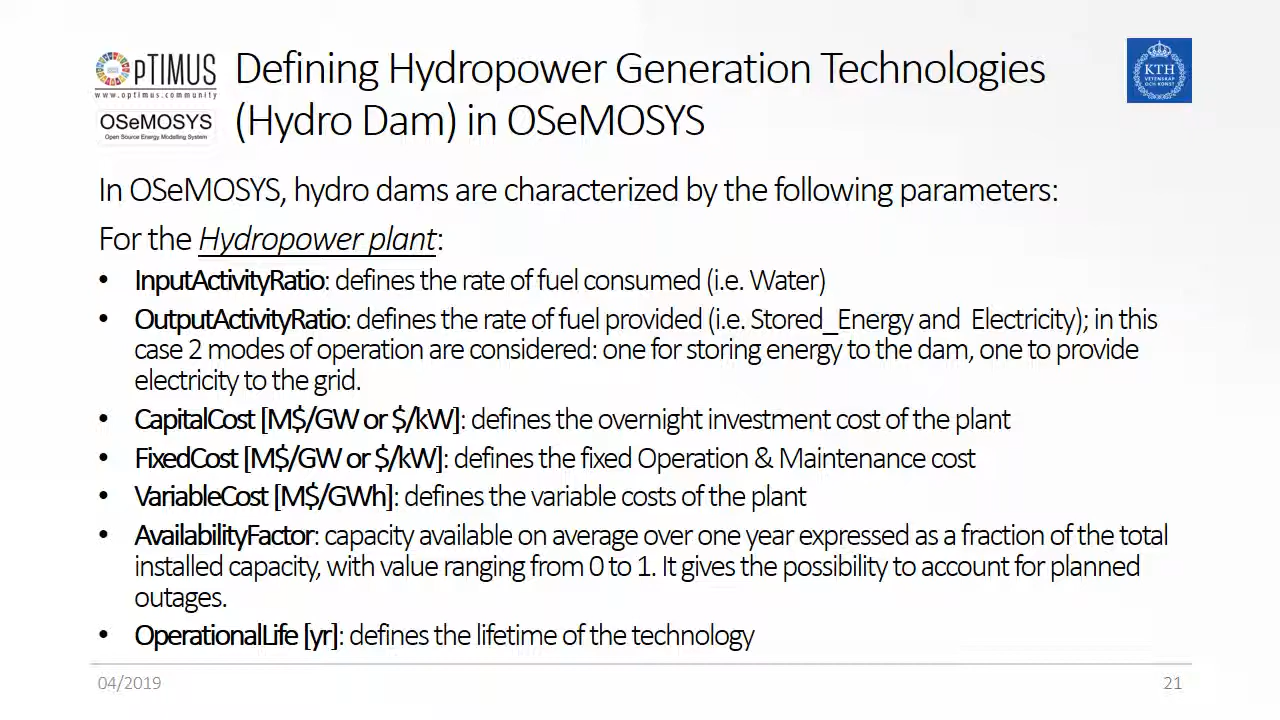 OPTIMUS
www.optimus.community
OSeMOSYS
Open Source Energy Modelling System
Defining Hydropower Generation Technologies
(Hydro Dam) in OSeMOSYS
KTH
VETENSKAP
OCH KONST
In OSeMOSYS, hydro dams are characterized by the following parameters:
For the Hydropower plant:
• InputActivityRatio: defines the rate of fuel consumed (i.e. Water)
• OutputActivityRatio: defines the rate of fuel provided (i.e. Stored_Energy and Electricity); in this
case 2 modes of operation are considered: one for storing energy to the dam, one to provide
electricity to the grid.
• CapitalCost [M$/GW or $/kW]: defines the overnight investment cost of the plant
• FixedCost [M$/GW or $/kW]: defines the fixed Operation & Maintenance cost
• VariableCost [M$/GWh]: defines the variable costs of the plant
• AvailabilityFactor: capacity available on average over one year expressed as a fraction of the total
installed capacity, with value ranging from 0 to 1. It gives the possibility to account for planned
outages.
• OperationalLife [yr]: defines the lifetime of the technology
04/2019
21